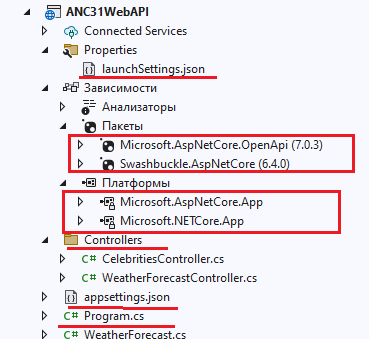 ANC31WebAPI
Connected Services
Properties
launchSettings.json
Зависимости
Анализаторы
Пакеты
Microsoft.AspNetCore.OpenApi (7.0.3)
Swashbuckle.AspNetCore (6.4.0)
Платформы
Microsoft.AspNetCore.App
Microsoft.NETCore.App
Controllers
C# CelebritiesController.cs
C# WeatherForecastController.cs
appsettings.json
C# Program.cs
C# WeatherForecast.cs